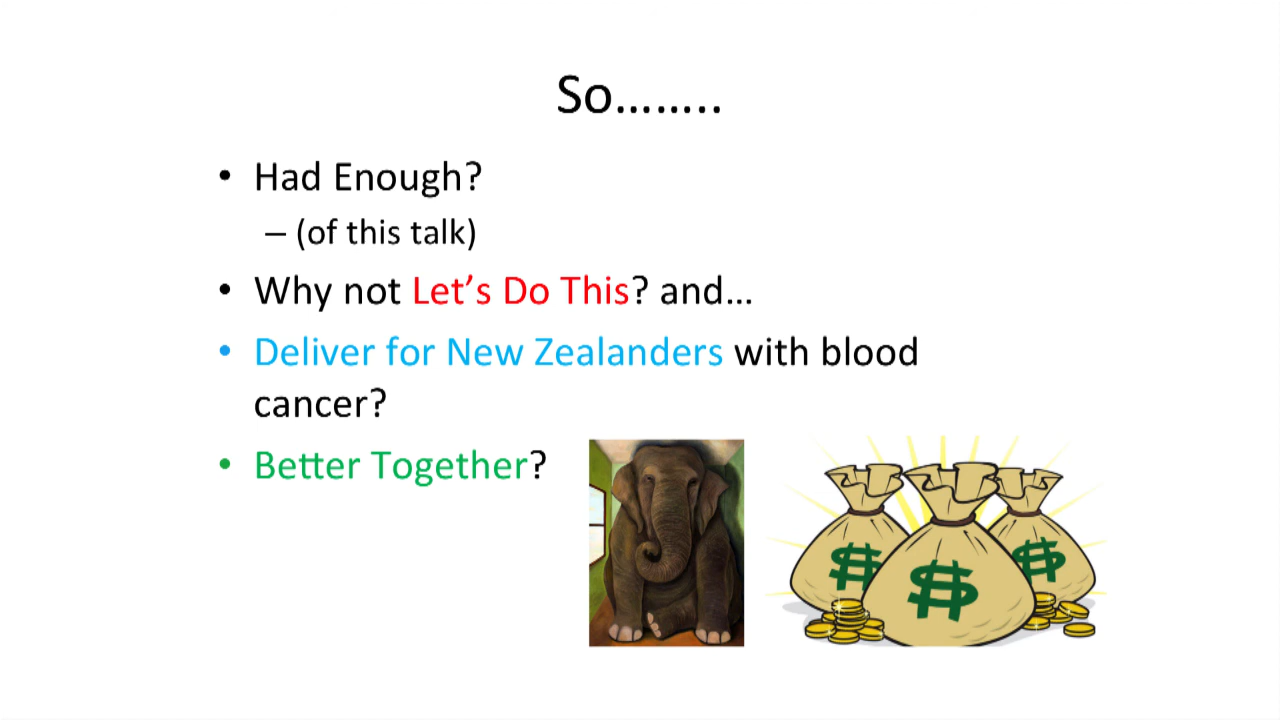 So……..
• Had Enough?
– (of this talk)
• Why not Let’s Do This? and…
• Deliver for New Zealanders with blood
cancer?
• Better Together?
$ $ $